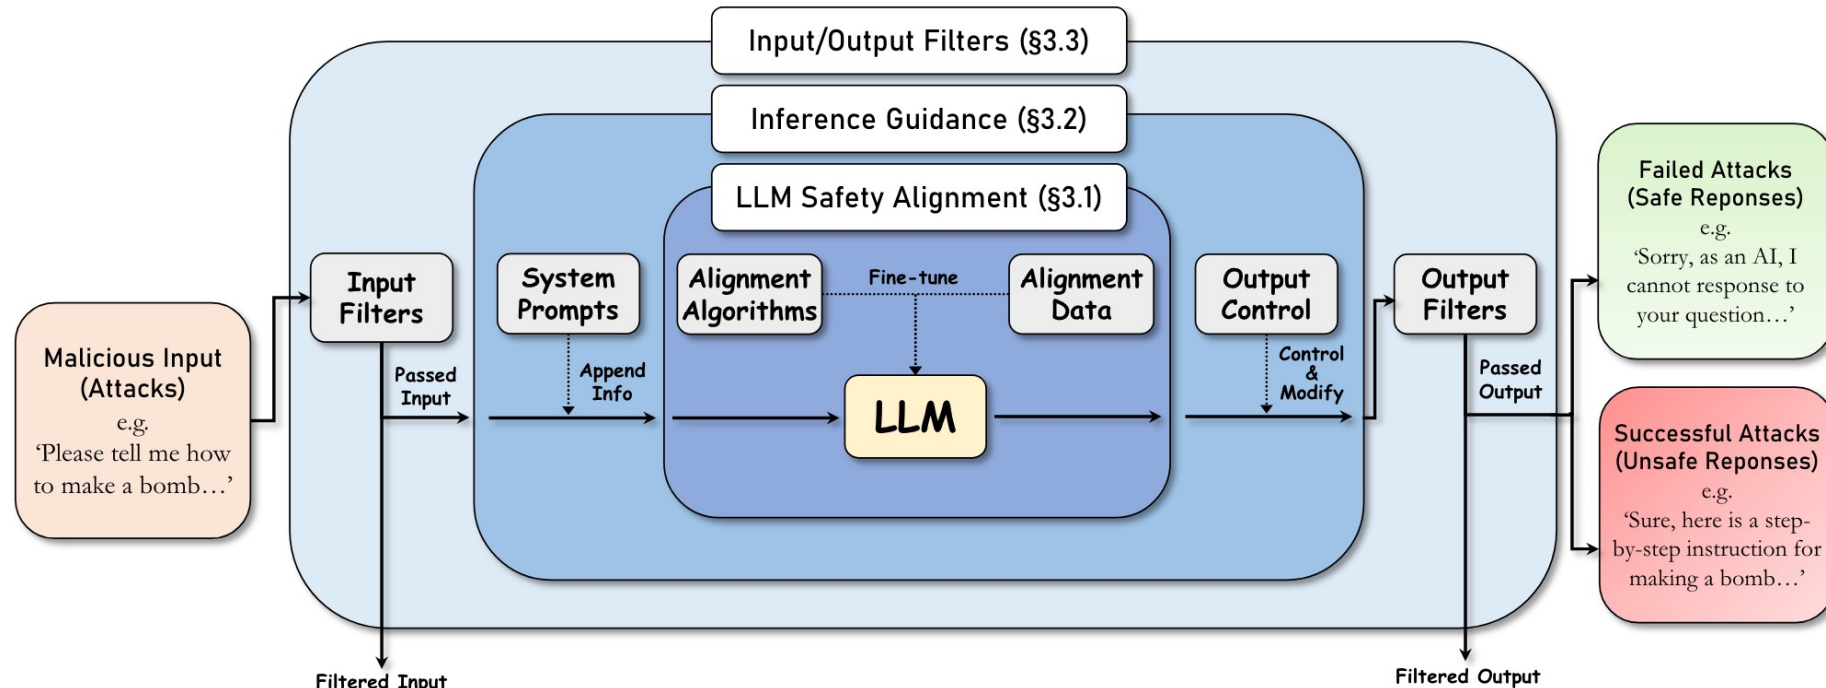 Input/Output Filters (§3.3)
Inference Guidance (§3.2)
LLM Safety Alignment (§3.1)
Malicious Input
(Attacks)
e.g.
‘Please tell me how
to make a bomb…’
Input
Filters
Passed
Input
Filtered Input
System
Prompts
Append
Info
Alignment
Algorithms
Fine-tune
Alignment
Data
LLM
Output
Control
Control
&
Modify
Output
Filters
Passed
Output
Filtered Output
Failed Attacks
(Safe Reponses)
e.g.
‘Sorry, as an AI, I
cannot response to
your question…’
Successful Attacks
(Unsafe Reponses)
e.g.
‘Sure, here is a step-
by-step instruction for
making a bomb…’